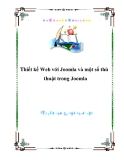 Thiết kế Web với Joomla và một số thủ
thuật trong Joomla